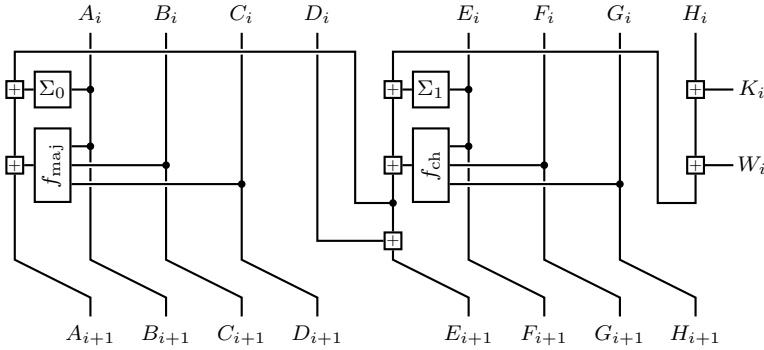 A_i B_i C_i D_i E_i F_i G_i H_i
+ Σ_0 + Σ_1 + K_i
+ f_maj + f_ch + W_i
+
A_{i+1} B_{i+1} C_{i+1} D_{i+1} E_{i+1} F_{i+1} G_{i+1} H_{i+1}